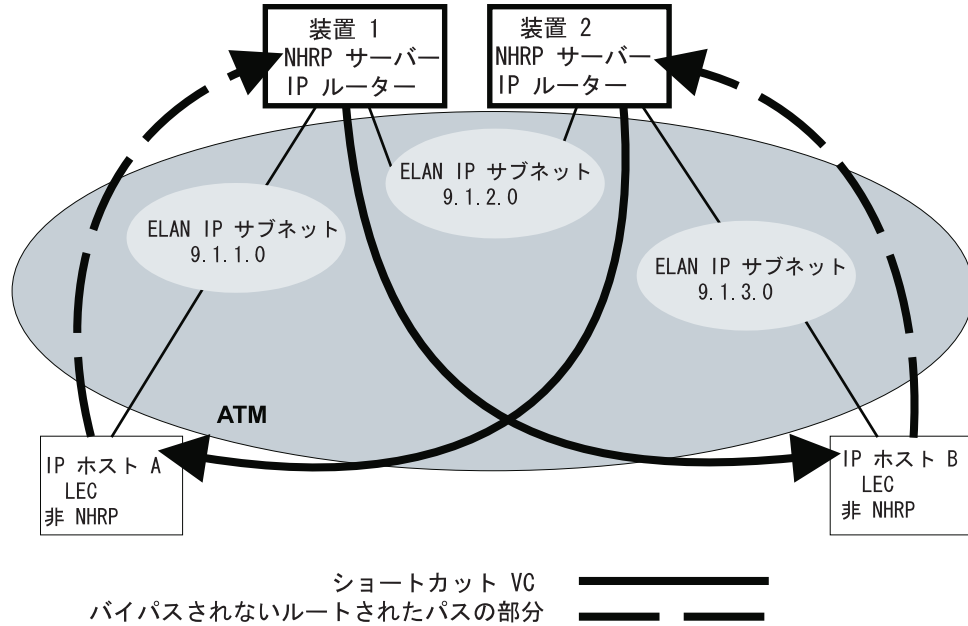 装置 1
NHRP サーバー
IP ルーター
装置 2
NHRP サーバー
IP ルーター
ELAN IP サブネット
9.1.2.0
ELAN IP サブネット
9.1.1.0
ELAN IP サブネット
9.1.3.0
ATM
IP ホスト A
LEC
非 NHRP
IP ホスト B
LEC
非 NHRP
ショートカット VC
バイパスされないルートされたパスの部分